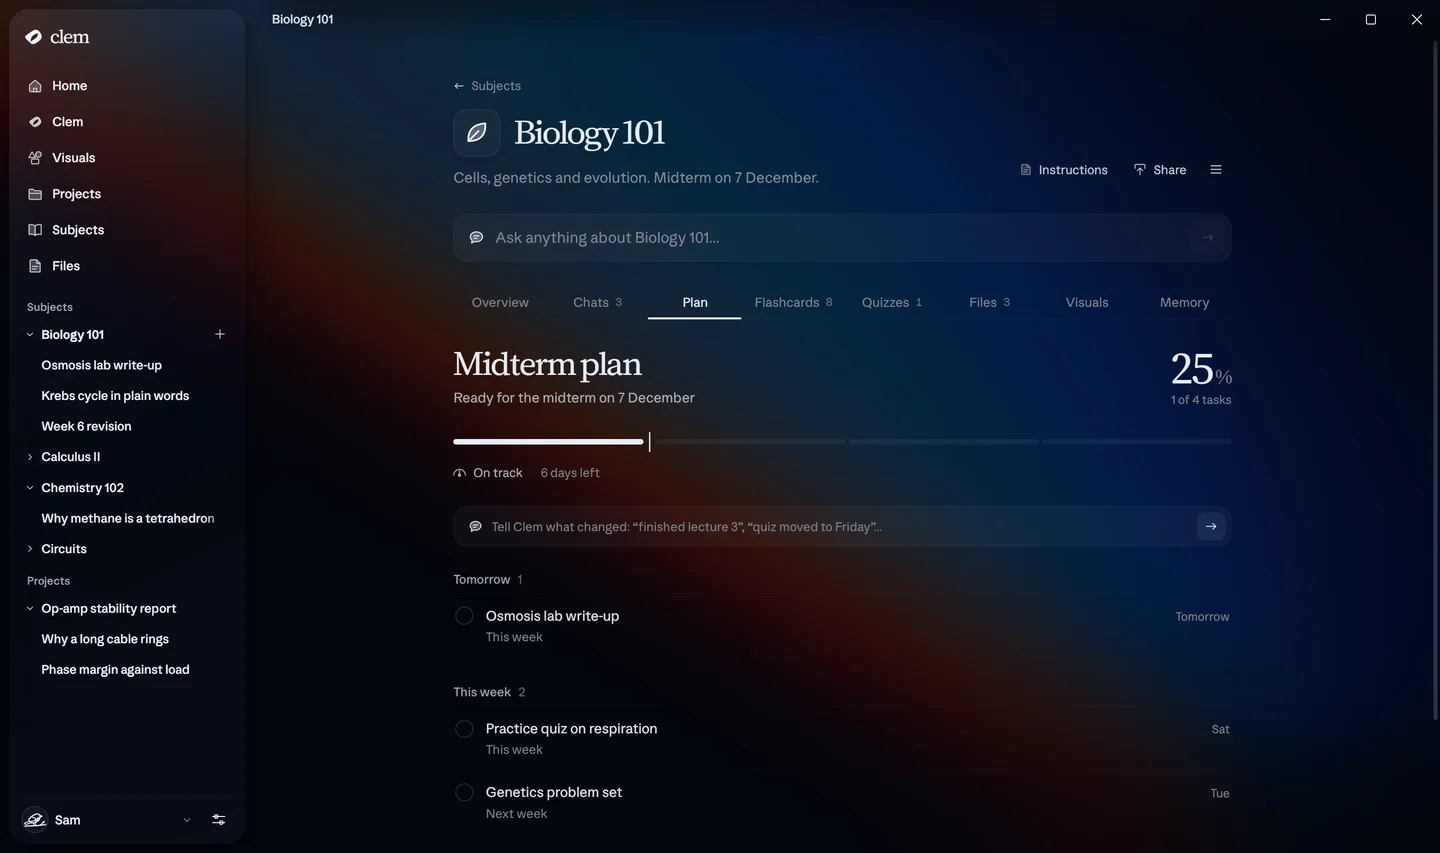 clem
Biology 101
Home
Clem
Visuals
Projects
Subjects
Files
Subjects
Biology 101
Osmosis lab write-up
Krebs cycle in plain words
Week 6 revision
Calculus II
Chemistry 102
Why methane is a tetrahedron
Circuits
Projects
Op-amp stability report
Why a long cable rings
Phase margin against load
Sam
Subjects
Biology 101
Cells, genetics and evolution. Midterm on 7 December.
Instructions
Share
Ask anything about Biology 101...
Overview
Chats 3
Plan
Flashcards 8
Quizzes 1
Files 3
Visuals
Memory
Midterm plan
25%
Ready for the midterm on 7 December
1 of 4 tasks
On track
6 days left
Tell Clem what changed: “finished lecture 3”, “quiz moved to Friday”...
Tomorrow 1
Osmosis lab write-up
Tomorrow
This week
This week 2
Practice quiz on respiration
Sat
This week
Genetics problem set
Tue
Next week